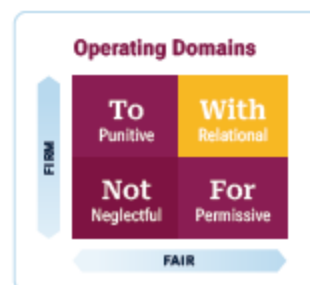 Operating Domains
FIRM
To
Punitive
With
Relational
Not
Neglectful
For
Permissive
FAIR